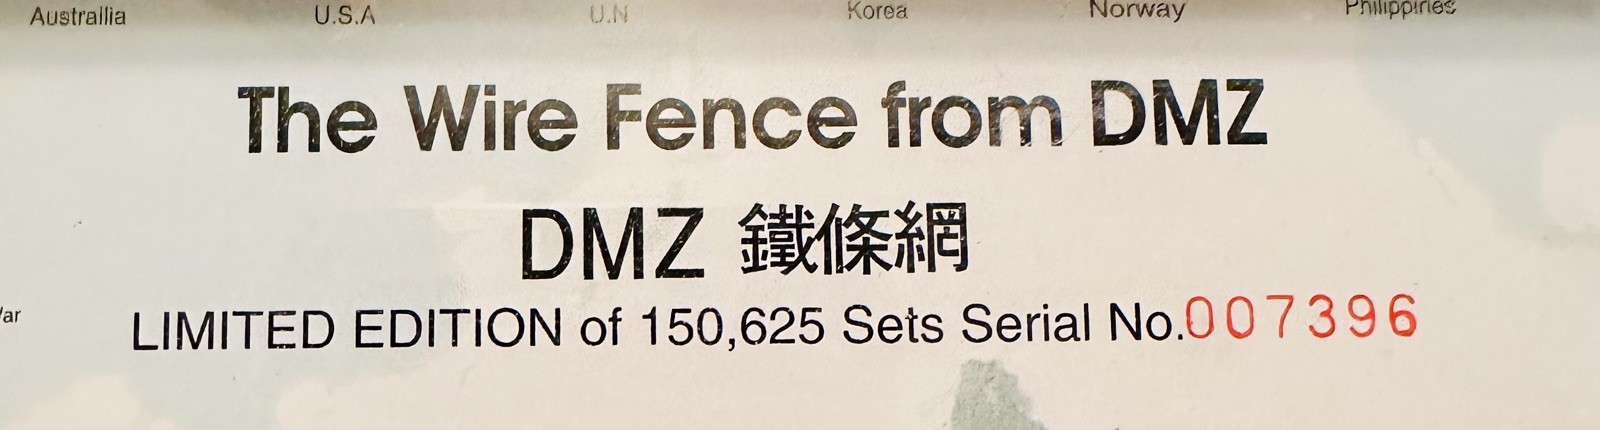 Australlia U.S.A U.N Korea Norway Philippines
The Wire Fence from DMZ
DMZ 鐵條網
LIMITED EDITION of 150,625 Sets Serial No.007396